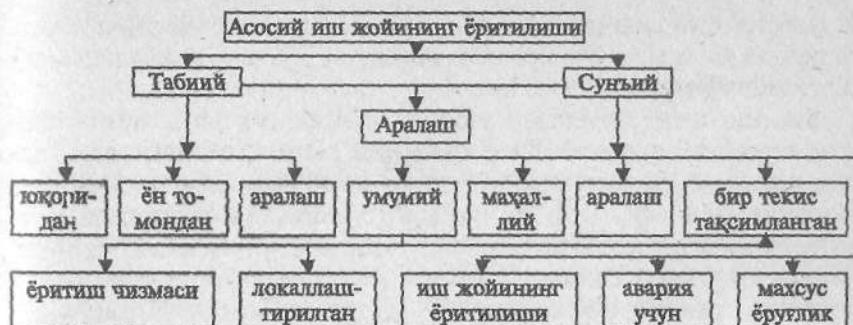 Асосий иш жойининг ёритилиши
Табиий
Сунъий
Аралаш
юқори-
дан
ён то-
мондан
аралаш
умумий
маҳал-
лий
аралаш
бир текис
тақсимланган
ёритиш чизмаси
локаллаш-
тирилган
иш жойининг
ёритилиши
авария
учун
махсус
ёруғлик